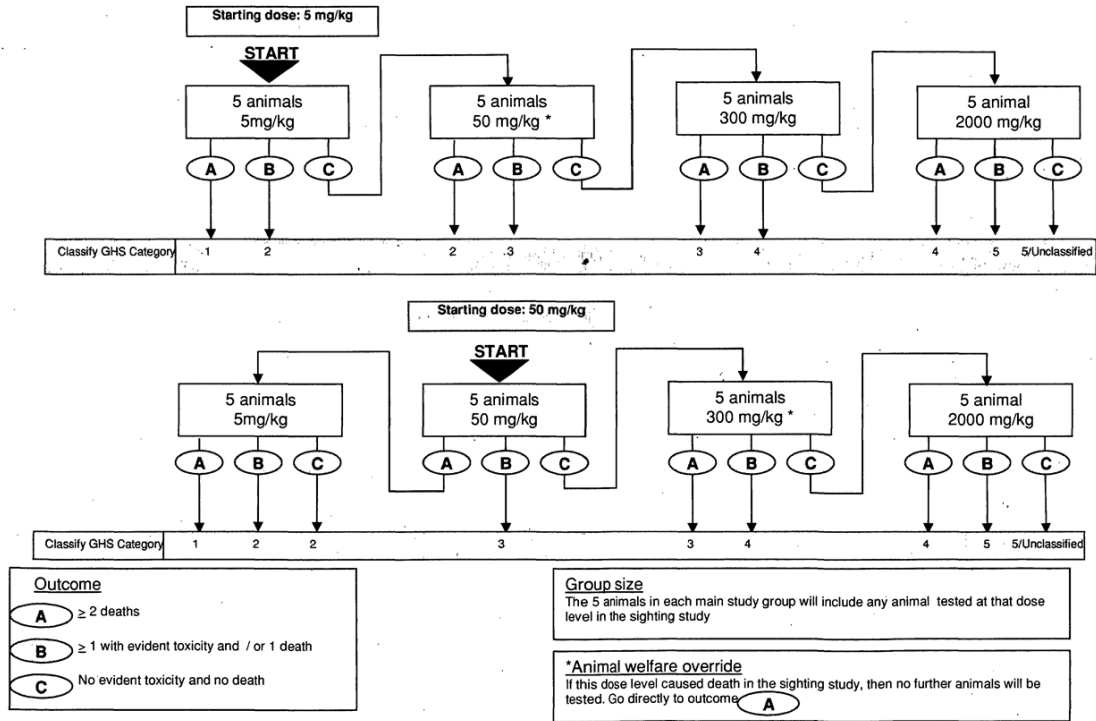 Starting dose: 5 mg/kg
START
5 animals
5mg/kg
5 animals
50 mg/kg *
5 animals
300 mg/kg
5 animal
2000 mg/kg
A B C A B C A B C A B C
Classify GHS Category 1 2 2 3 3 4 4 5 5/Unclassified
Starting dose: 50 mg/kg
START
5 animals
5mg/kg
5 animals
50 mg/kg
5 animals
300 mg/kg *
5 animal
2000 mg/kg
A B C A B C A B C A B C
Classify GHS Category 1 2 2 3 3 4 4 5 5/Unclassified
Outcome
A ≥ 2 deaths
B ≥ 1 with evident toxicity and / or 1 death
C No evident toxicity and no death
Group size
The 5 animals in each main study group will include any animal tested at that dose
level in the sighting study
*Animal welfare override
If this dose level caused death in the sighting study, then no further animals will be
tested. Go directly to outcome A